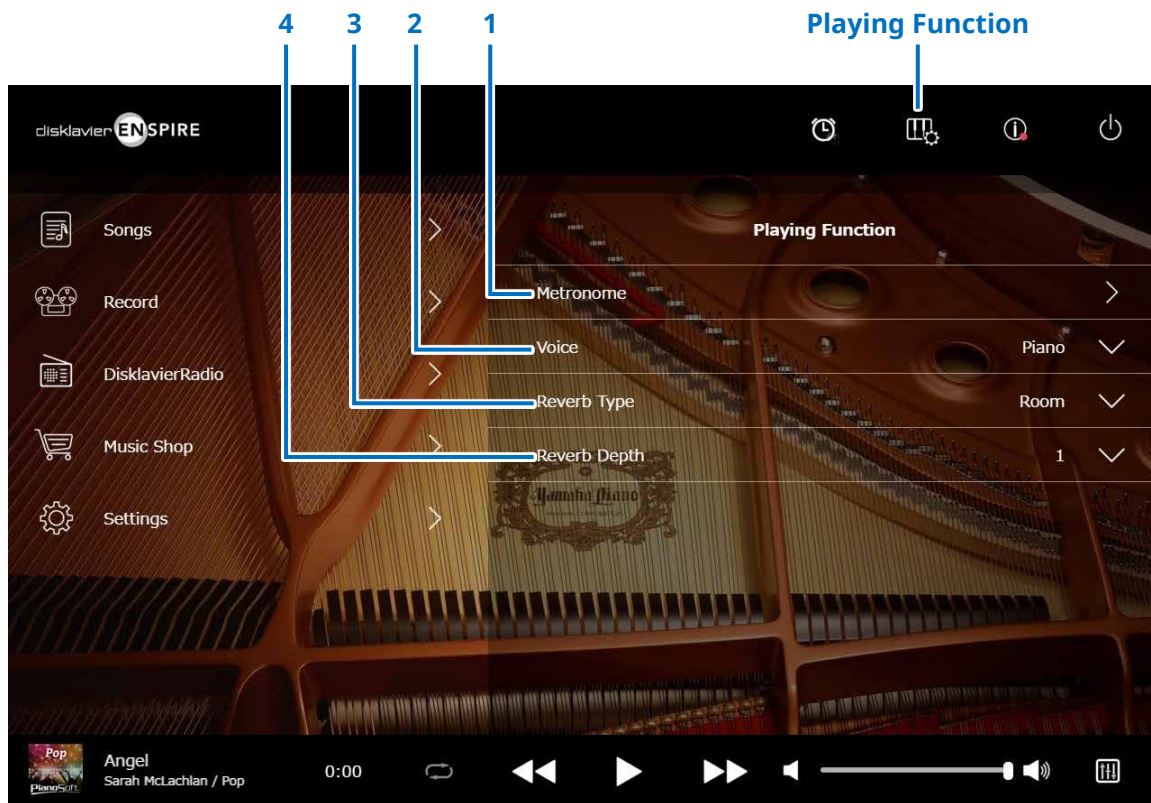 4 3 2 1 Playing Function
disklavier ENSPIRE
Songs
Record
DisklavierRadio
Music Shop
Settings
Playing Function
Metronome
Voice Piano
Reverb Type Room
Reverb Depth 1
Yamaha Piano
Pop
PianoSoft
Angel
Sarah McLachlan / Pop
0:00